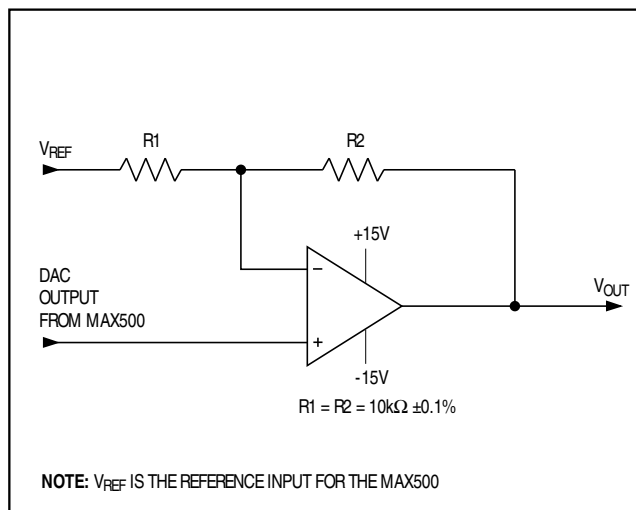 R1
R2
VREF
+15V
−
DAC
OUTPUT
FROM MAX500
VOUT
+
-15V
R1 = R2 = 10kΩ ±0.1%
NOTE: VREF IS THE REFERENCE INPUT FOR THE MAX500